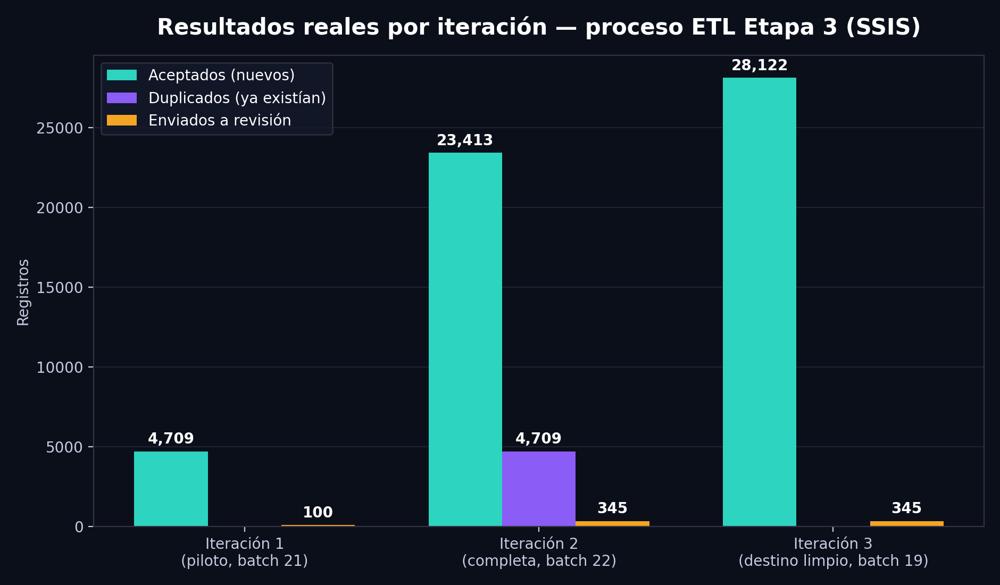 Resultados reales por iteración — proceso ETL Etapa 3 (SSIS)
Aceptados (nuevos)
Duplicados (ya existían)
Enviados a revisión
Registros
25000
20000
15000
10000
5000
0
4,709
100
23,413
4,709
345
28,122
345
Iteración 1
(piloto, batch 21)
Iteración 2
(completa, batch 22)
Iteración 3
(destino limpio, batch 19)